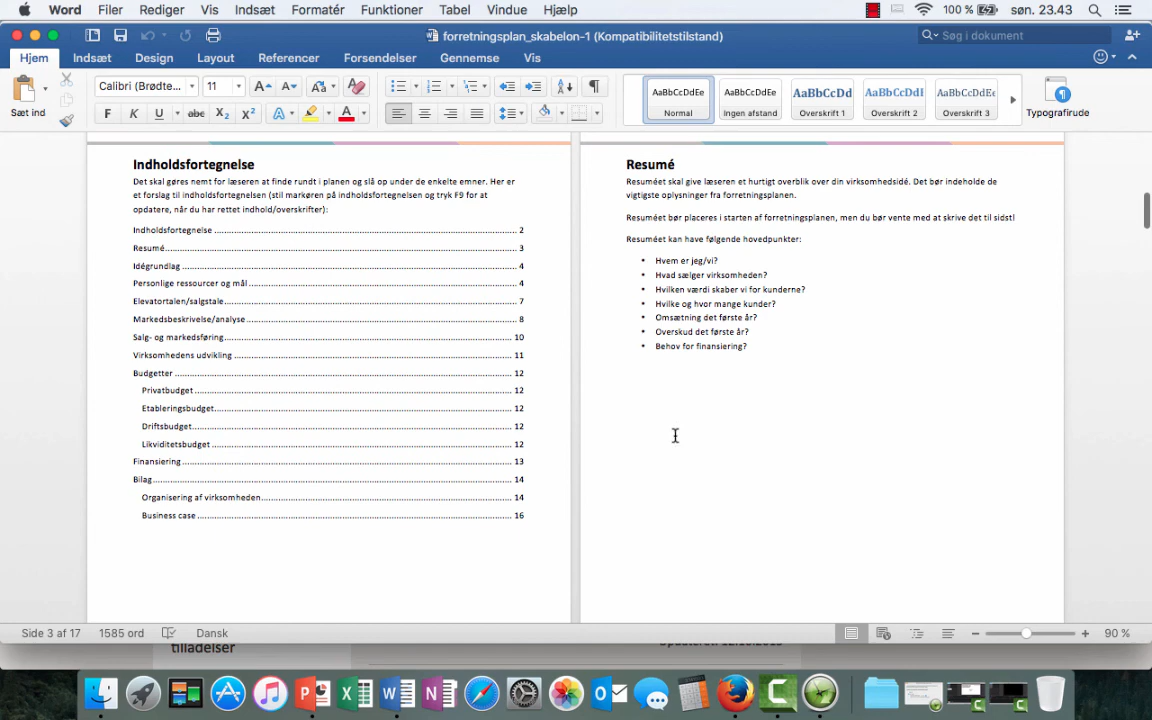 Word Filer Rediger Vis Indsæt Formatér Funktioner Tabel Vindue Hjælp 100 % søn. 23.43
forretningsplan_skabelon-1 (Kompatibilitetstilstand)
Søg i dokument
Hjem Indsæt Design Layout Referencer Forsendelser Gennemse Vis
Sæt ind
Calibri (Brødte... 11
F K U abc X2 X2 A A
AaBbCcDdEe AaBbCcDdEe AaBbCcDd AaBbCcDdI AaBbCcDdEe
Normal Ingen afstand Overskrift 1 Overskrift 2 Overskrift 3 Typografirude
Indholdsfortegnelse
Det skal gøres nemt for læseren at finde rundt i planen og slå op under de enkelte emner. Her er
et forslag til indholdsfortegnelsen (stil markøren på indholdsfortegnelsen og tryk F9 for at
opdatere, når du har rettet indhold/overskrifter):
Indholdsfortegnelse 2
Resumé 3
Idégrundlag 4
Personlige ressourcer og mål 4
Elevatortalen/salgstale 7
Markedsbeskrivelse/analyse 8
Salg- og markedsføring 10
Virksomhedens udvikling 11
Budgetter 12
Privatbudget 12
Etableringsbudget 12
Driftsbudget 12
Likviditetsbudget 12
Finansiering 13
Bilag 14
Organisering af virksomheden 14
Business case 16
Resumé
Resuméet skal give læseren et hurtigt overblik over din virksomhedsidé. Det bør indeholde de
vigtigste oplysninger fra forretningsplanen.
Resuméet bør placeres i starten af forretningsplanen, men du bør vente med at skrive det til sidst!
Resuméet kan have følgende hovedpunkter:
• Hvem er jeg/vi?
• Hvad sælger virksomheden?
• Hvilken værdi skaber vi for kunderne?
• Hvilke og hvor mange kunder?
• Omsætning det første år?
• Overskud det første år?
• Behov for finansiering?
Side 3 af 17 1585 ord Dansk 90 %
tilladelser